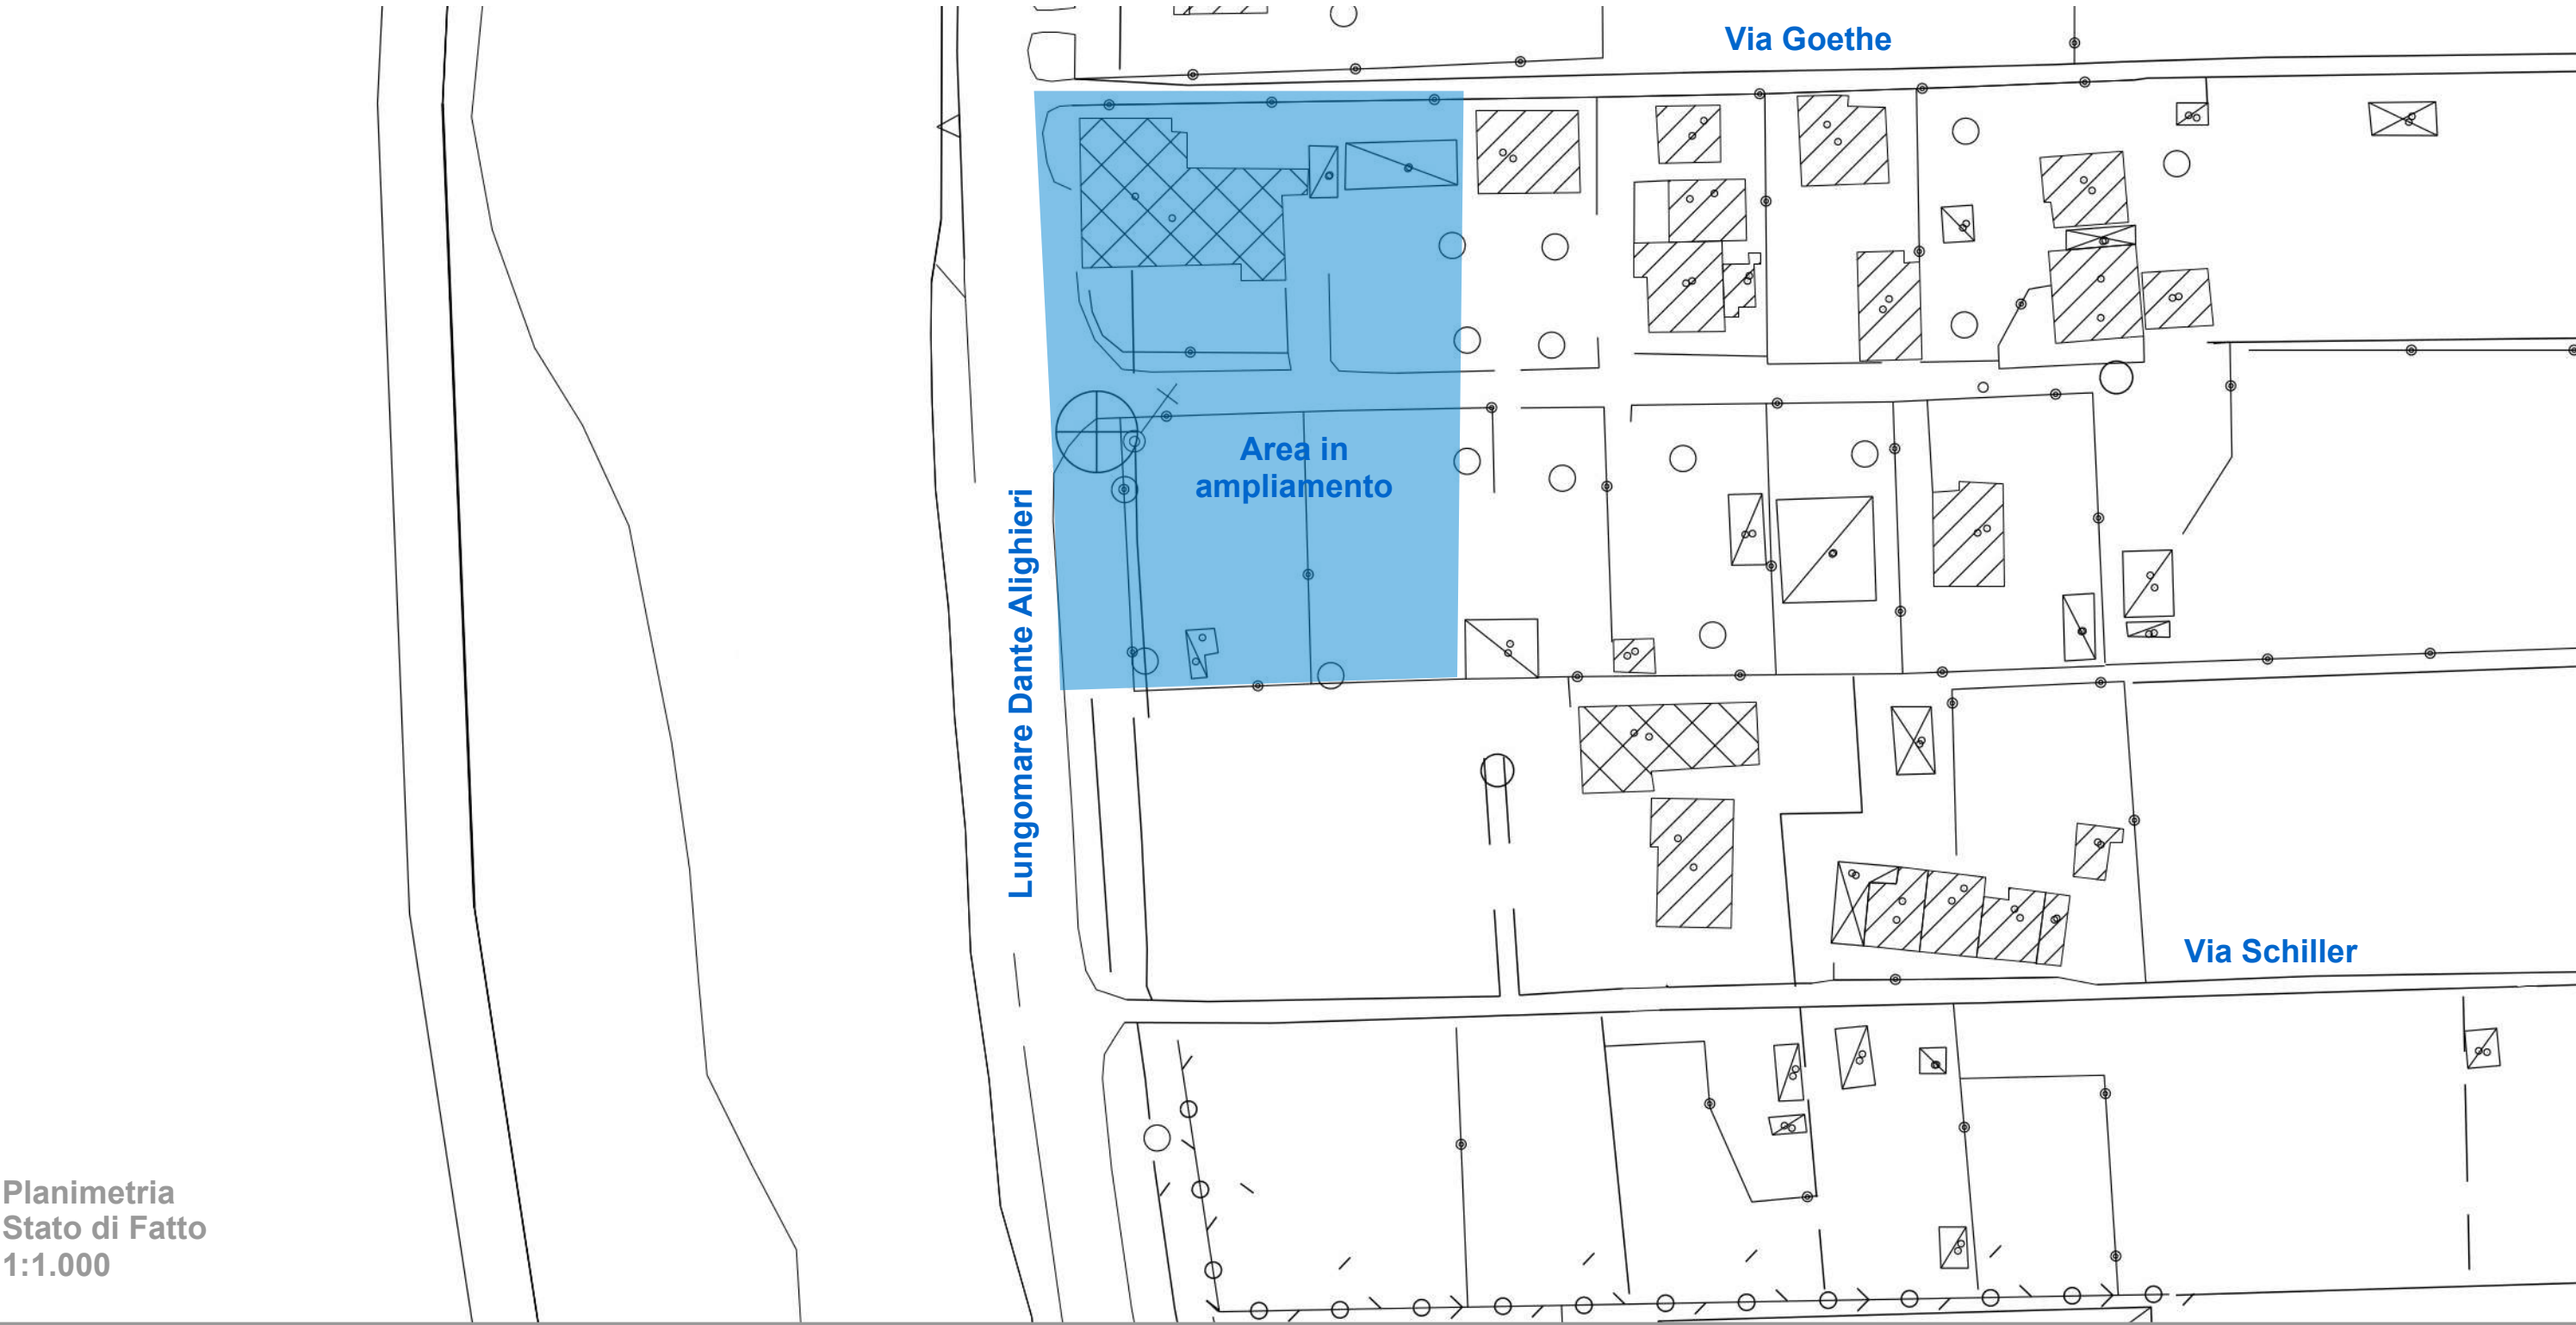 Via Goethe
Area in
ampliamento
Lungomare Dante Alighieri
Via Schiller
Planimetria
Stato di Fatto
1:1.000